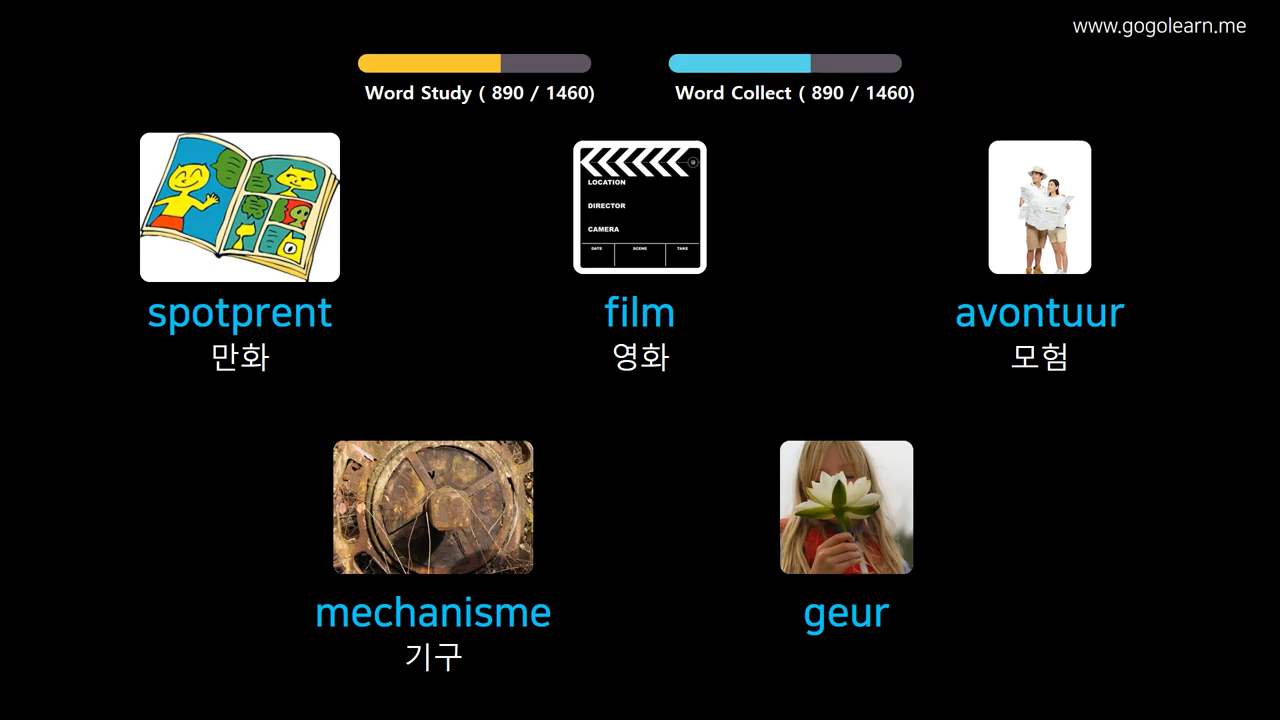 www.gogolearn.me
Word Study ( 890 / 1460)
Word Collect ( 890 / 1460)
LOCATION
DIRECTOR
CAMERA
DATE SCENE TAKE
spotprent
film
avontuur
만화
영화
모험
mechanisme
geur
기구